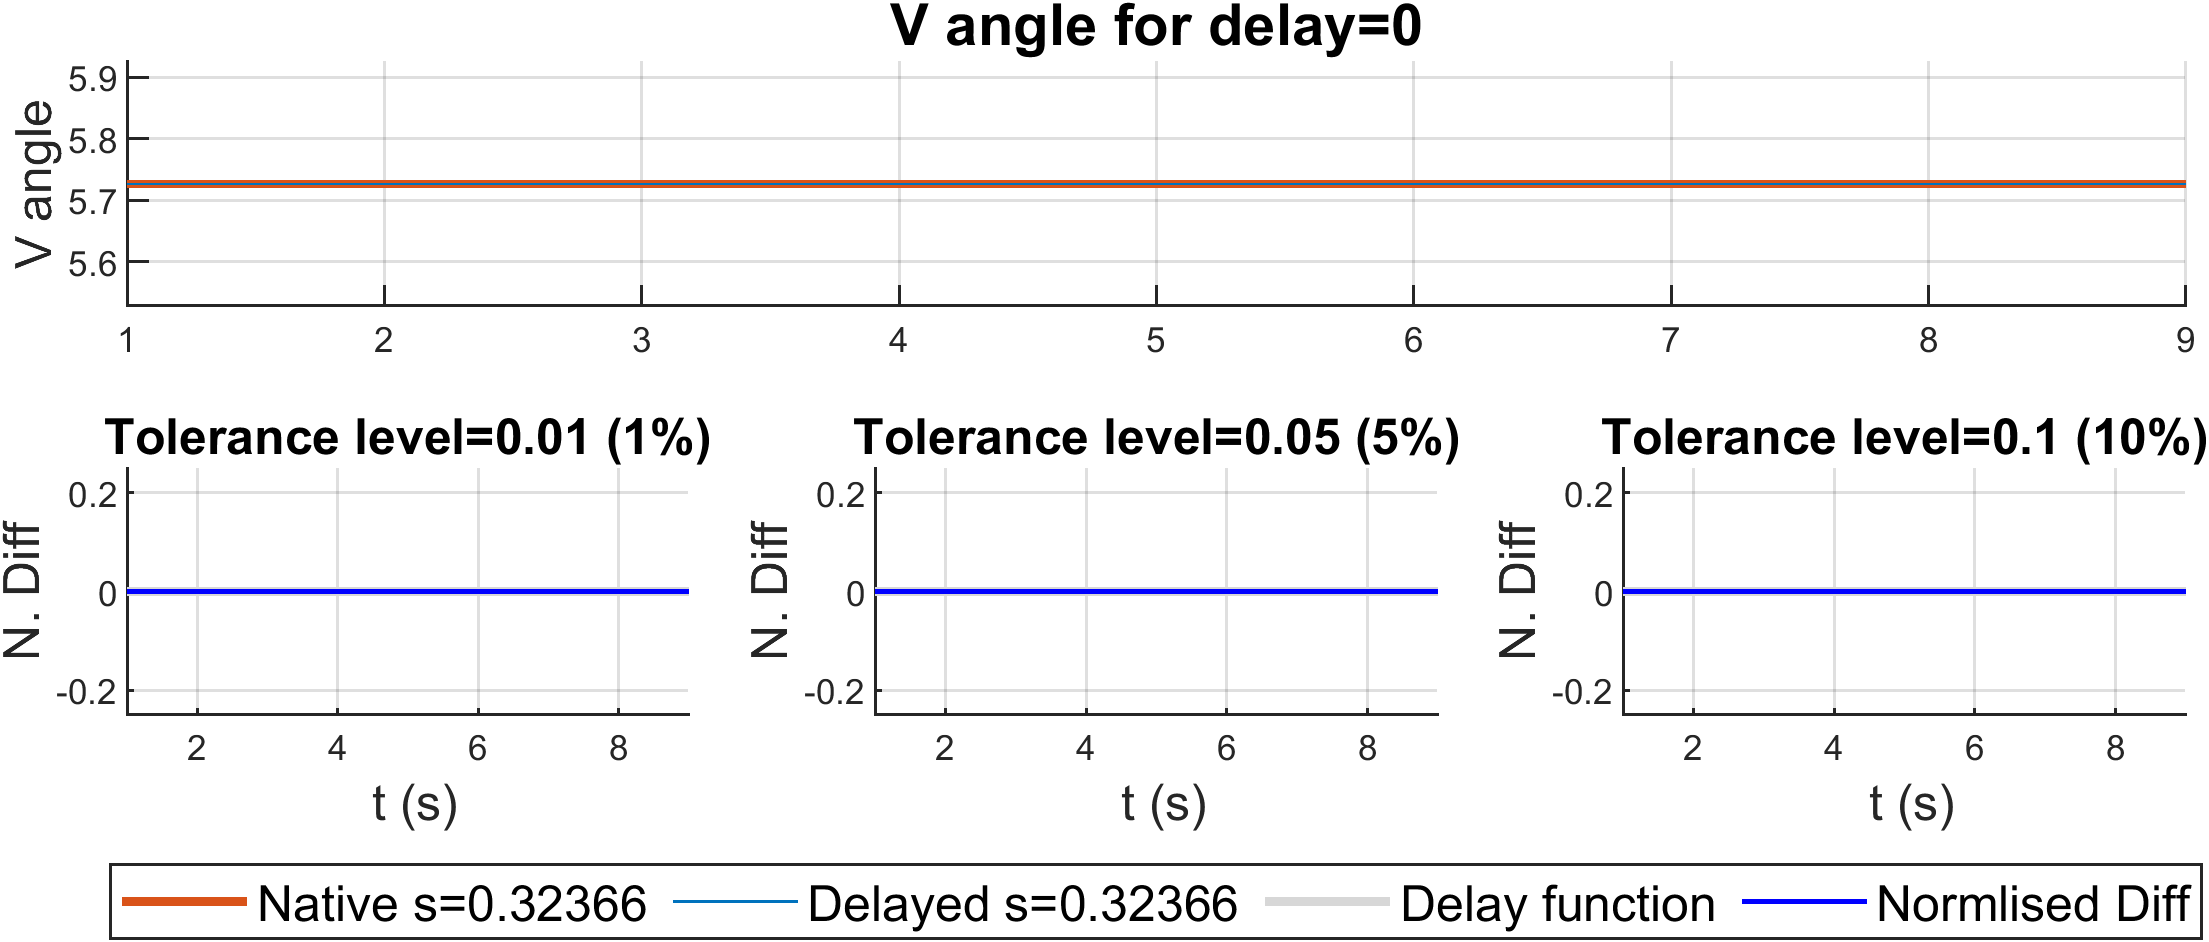 V angle for delay=0
V angle
5.9
5.8
5.7
5.6
1 2 3 4 5 6 7 8 9
Tolerance level=0.01 (1%)
N. Diff
0.2
0
-0.2
2 4 6 8
t (s)
Tolerance level=0.05 (5%)
N. Diff
0.2
0
-0.2
2 4 6 8
t (s)
Tolerance level=0.1 (10%)
N. Diff
0.2
0
-0.2
2 4 6 8
t (s)
Native s=0.32366 Delayed s=0.32366 Delay function Normlised Diff